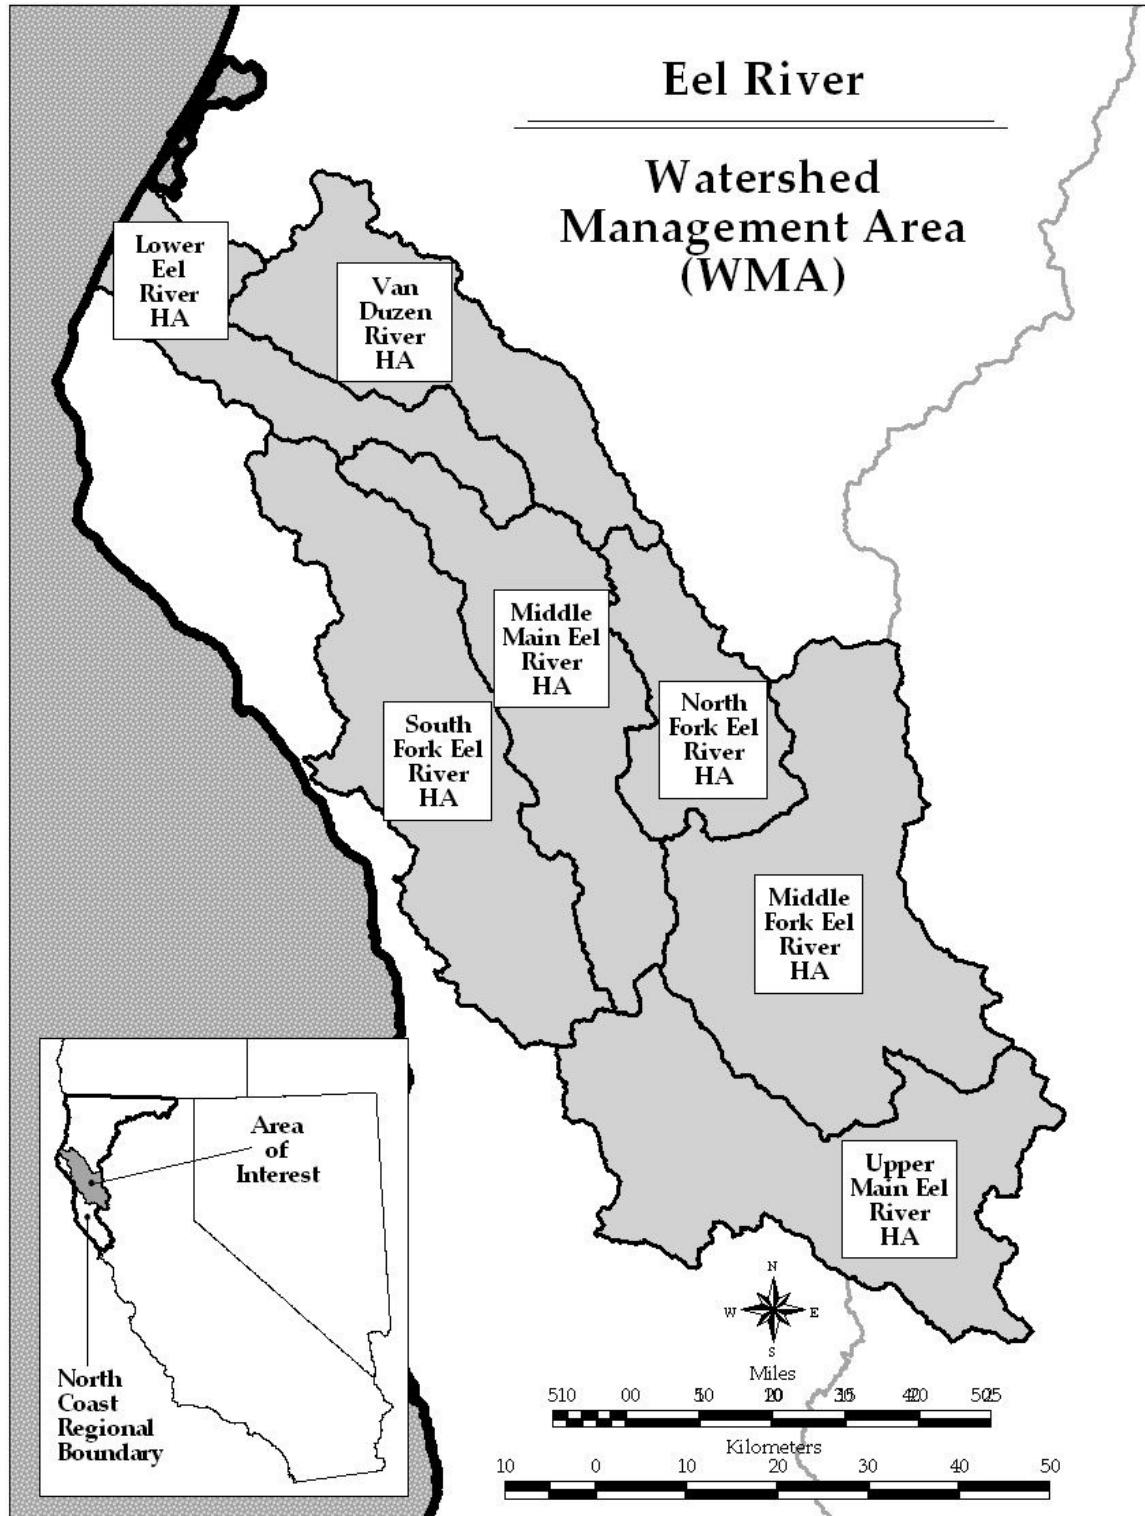 Eel River
Watershed
Management Area
(WMA)
Lower
Eel
River
HA
Van
Duzen
River
HA
Middle
Main Eel
River
HA
North
Fork Eel
River
HA
South
Fork Eel
River
HA
Middle
Fork Eel
River
HA
Upper
Main Eel
River
HA
Area
of
Interest
North
Coast
Regional
Boundary
N
W E
S
Miles
Kilometers
10 0 10 20 30 40 50